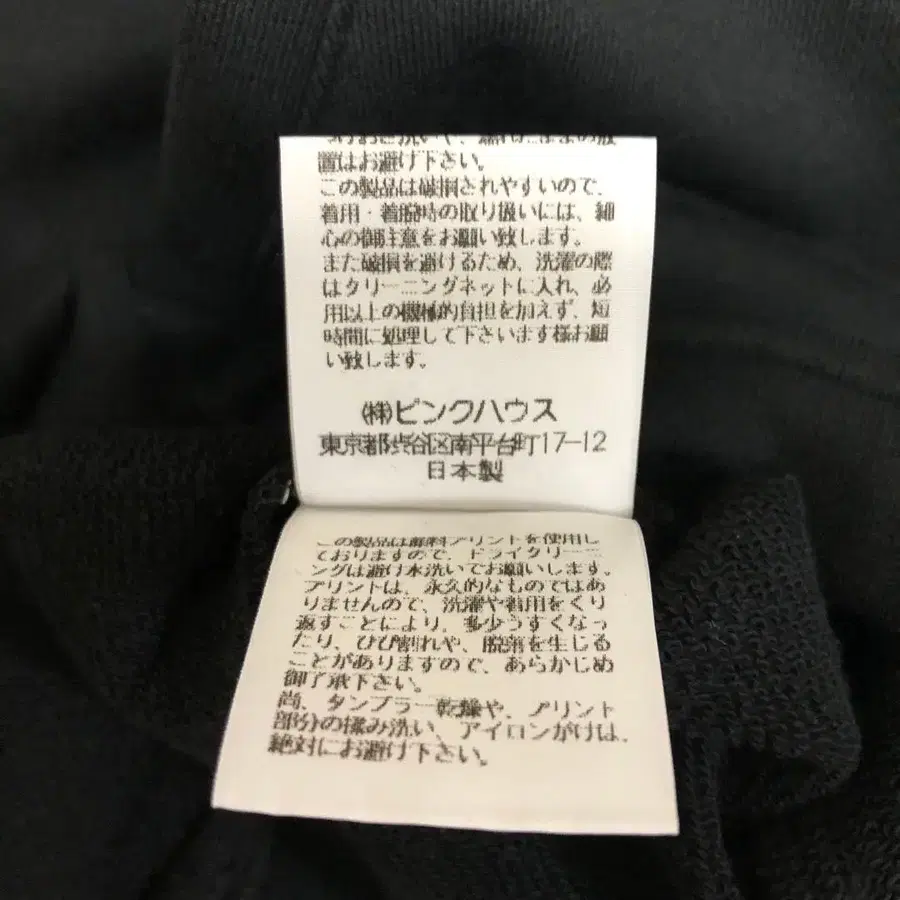 つけおき洗いや、濡れたままの放
置はお避け下さい。
この製品は破損されやすいので、
着用・着脱時の取り扱いには、細
心の御注意をお願い致します。
また破損を避けるため、洗濯の際
はクリーニングネットに入れ、必
用以上の機械的負担を加えず、短
時間に処理して下さいます様お願
い致します。
㈱ピンクハウス
東京都渋谷区南平台町17-12
日本製
この製品は顔料プリントを使用し
ておりますので、ドライクリーニ
ングは避け水洗いでお願いします。
プリントは、永久的なものではあ
りませんので、洗濯や着用をくり
返すことにより、多少うすくなっ
たり、ひび割れや、脱落を生じる
ことがありますので、あらかじめ
御了承下さい。
尚、タンブラー乾燥や、プリント
部分の揉み洗い、アイロンがけは、
絶対にお避け下さい。